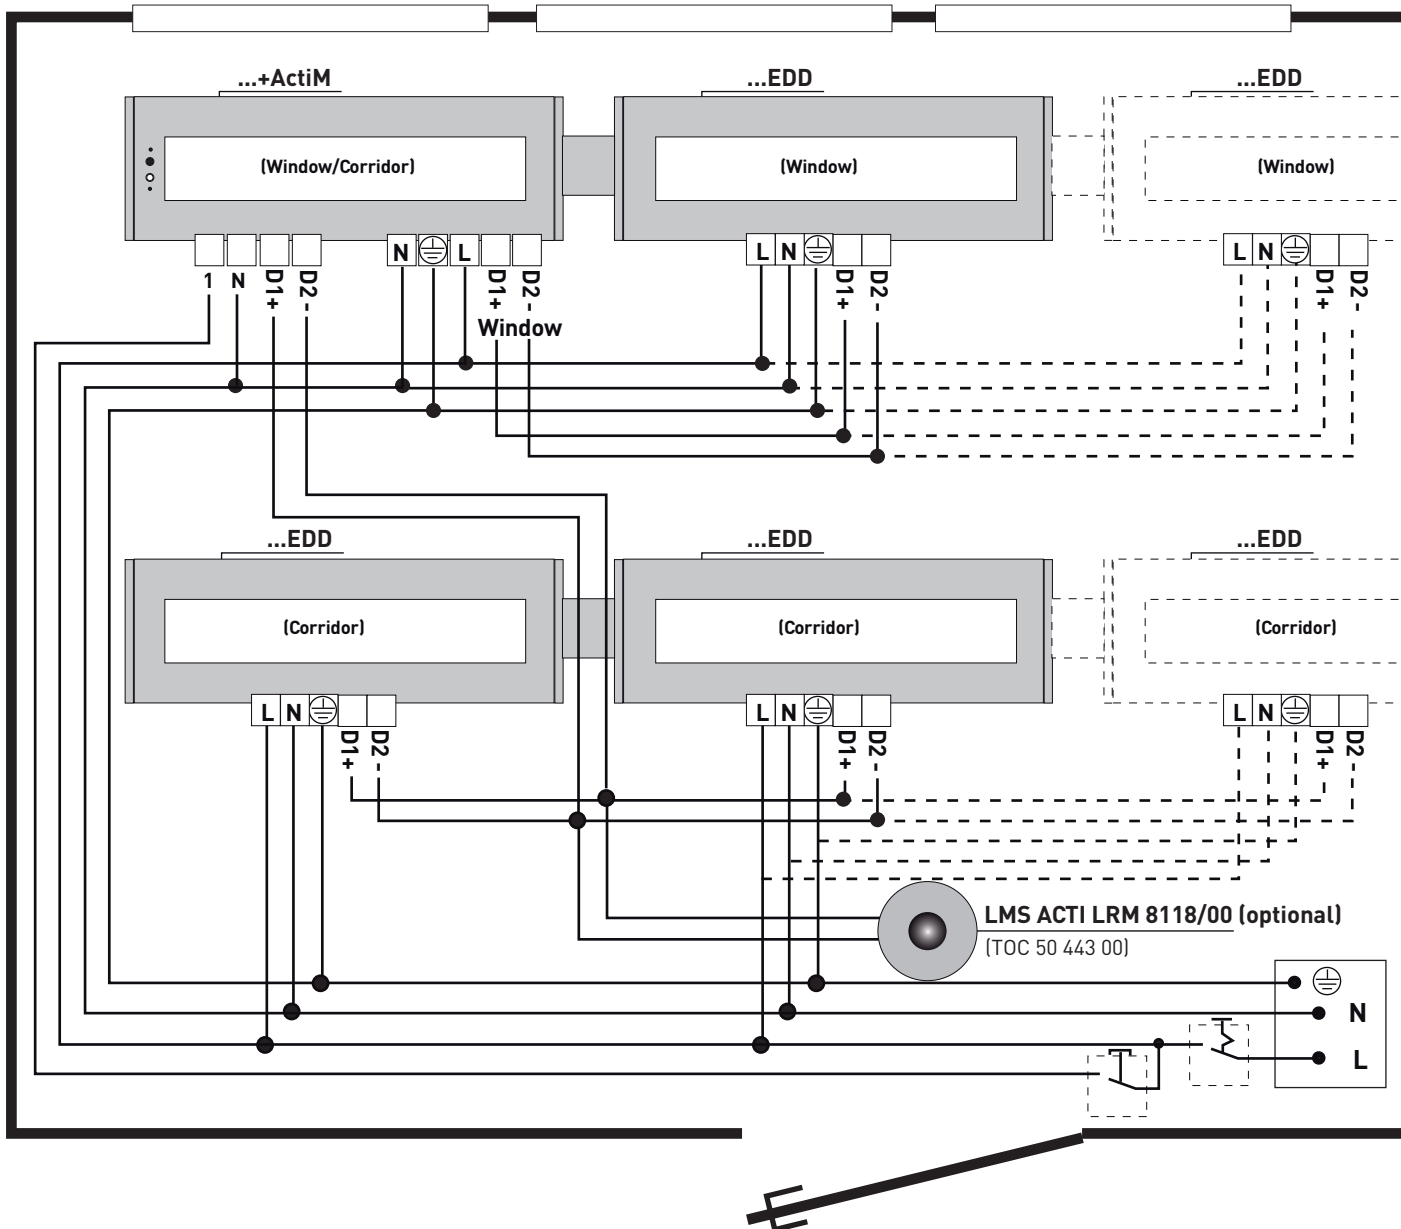 ...+ActiM
...EDD
...EDD
(Window/Corridor)
(Window)
(Window)
N
L
L N
L N
1
N
D1+
D2 -
D1+
D2 -
D1+
D2 -
D1+
D2 -
Window
...EDD
...EDD
...EDD
(Corridor)
(Corridor)
(Corridor)
L N
L N
L N
D1+
D2 -
D1+
D2 -
D1+
D2 -
LMS ACTI LRM 8118/00 (optional)
(TOC 50 443 00)
N
L